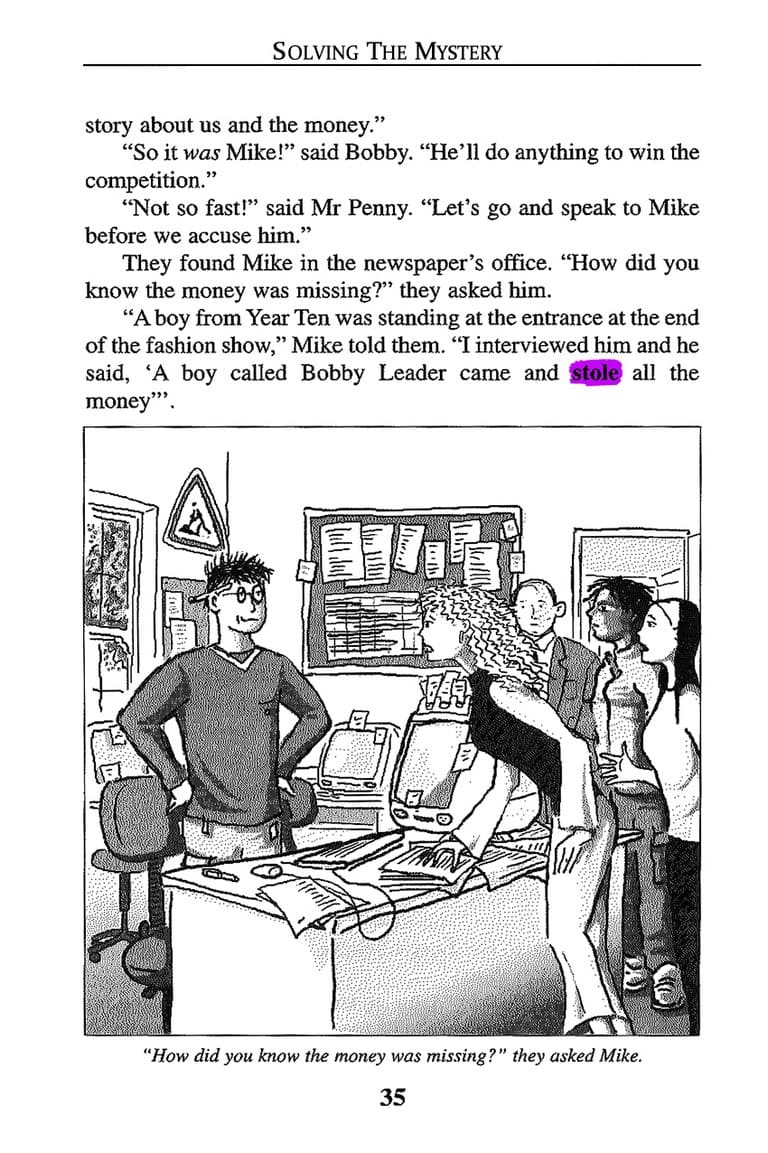 SOLVING THE MYSTERY
story about us and the money.”
“So it was Mike!” said Bobby. “He’ll do anything to win the
competition.”
“Not so fast!” said Mr Penny. “Let’s go and speak to Mike
before we accuse him.”
They found Mike in the newspaper’s office. “How did you
know the money was missing?” they asked him.
“A boy from Year Ten was standing at the entrance at the end
of the fashion show,” Mike told them. “I interviewed him and he
said, ‘A boy called Bobby Leader came and stole all the
money”’.
“How did you know the money was missing?” they asked Mike.
35